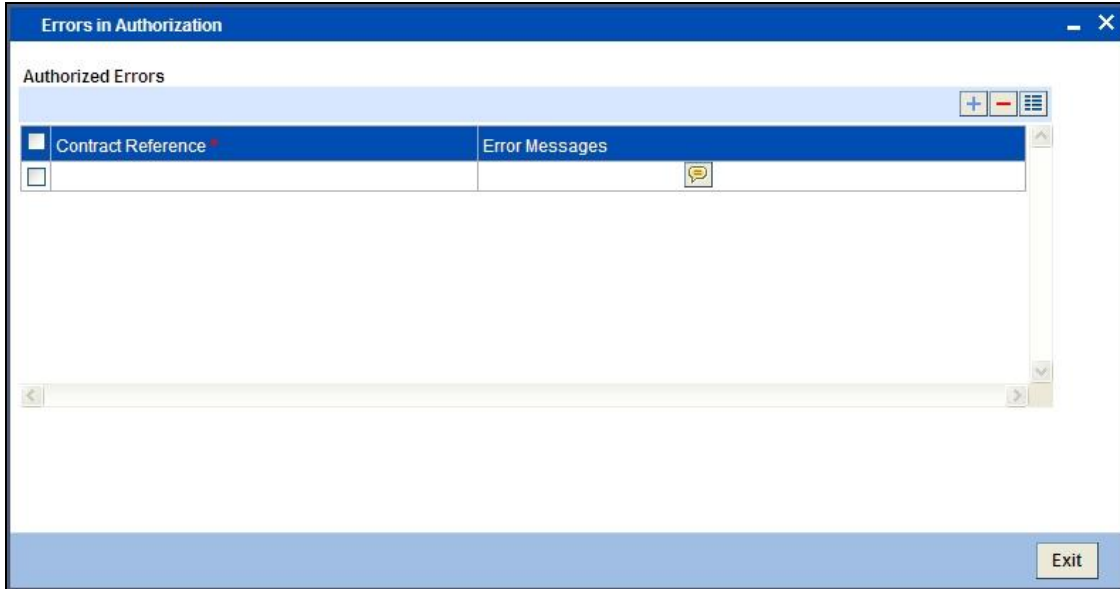 Errors in Authorization
Authorized Errors
Contract Reference * Error Messages
Exit